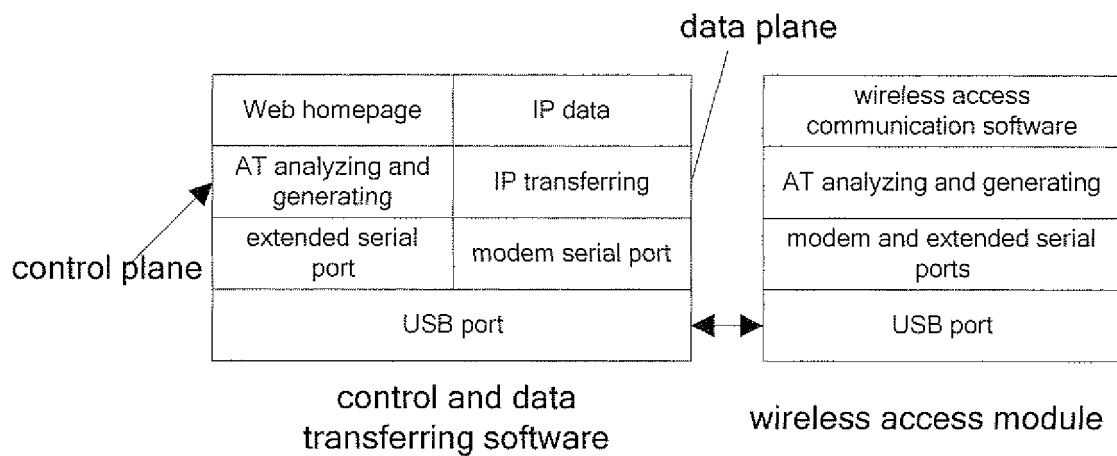 data plane
Web homepage
IP data
wireless access
communication software
AT analyzing and
generating
IP transferring
AT analyzing and generating
control plane
extended serial
port
modem serial port
modem and extended serial
ports
USB port
USB port
control and data
transferring software
wireless access module